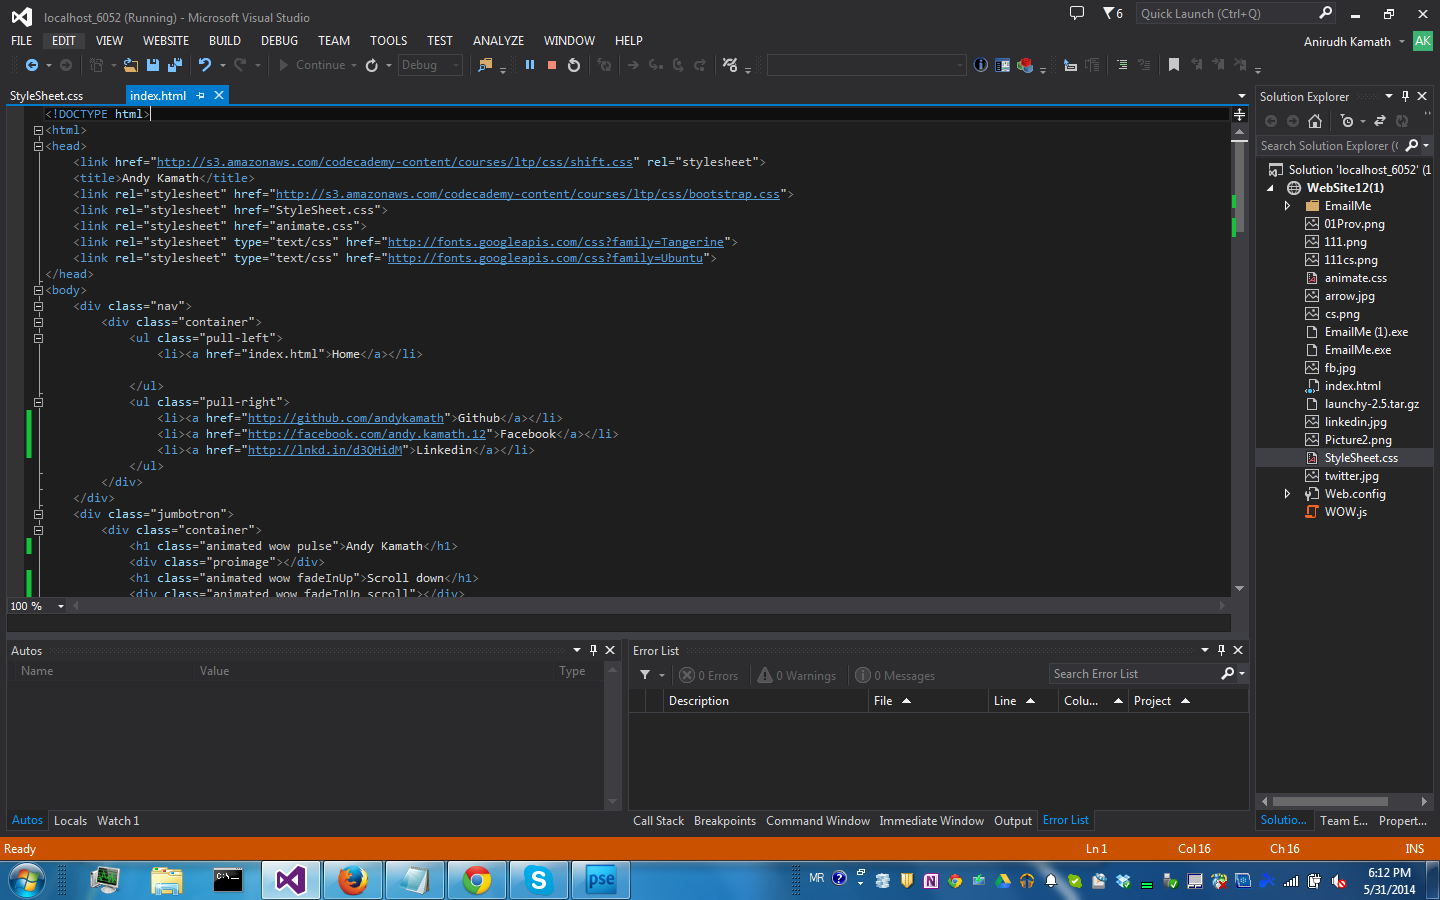 localhost_6052 (Running) - Microsoft Visual Studio
6
Quick Launch (Ctrl+Q)
FILE EDIT VIEW WEBSITE BUILD DEBUG TEAM TOOLS TEST ANALYZE WINDOW HELP
Anirudh Kamath AK
Continue Debug
StyleSheet.css index.html
<!DOCTYPE html>
<html>
<head>
<link href="http://s3.amazonaws.com/codecademy-content/courses/ltp/css/shift.css" rel="stylesheet">
<title>Andy Kamath</title>
<link rel="stylesheet" href="http://s3.amazonaws.com/codecademy-content/courses/ltp/css/bootstrap.css">
<link rel="stylesheet" href="StyleSheet.css">
<link rel="stylesheet" href="animate.css">
<link rel="stylesheet" type="text/css" href="http://fonts.googleapis.com/css?family=Tangerine">
<link rel="stylesheet" type="text/css" href="http://fonts.googleapis.com/css?family=Ubuntu">
</head>
<body>
<div class="nav">
<div class="container">
<ul class="pull-left">
<li><a href="index.html">Home</a></li>
</ul>
<ul class="pull-right">
<li><a href="http://github.com/andykamath">Github</a></li>
<li><a href="http://facebook.com/andy.kamath.12">Facebook</a></li>
<li><a href="http://lnkd.in/d3QHidM">Linkedin</a></li>
</ul>
</div>
</div>
<div class="jumbotron">
<div class="container">
<h1 class="animated wow pulse">Andy Kamath</h1>
<div class="proimage"></div>
<h1 class="animated wow fadeInUp">Scroll down</h1>
<div class="animated wow fadeInUp scroll"></div>
100 %
Solution Explorer
Search Solution Explorer (
Solution 'localhost_6052' (1
WebSite12(1)
EmailMe
01Prov.png
111.png
111cs.png
animate.css
arrow.jpg
cs.png
EmailMe (1).exe
EmailMe.exe
fb.jpg
index.html
launchy-2.5.tar.gz
linkedin.jpg
Picture2.png
StyleSheet.css
twitter.jpg
Web.config
WOW.js
Solutio... Team E... Propert...
Autos
Name Value Type
Autos Locals Watch 1
Error List
0 Errors 0 Warnings 0 Messages
Search Error List
Description File Line Colu... Project
Call Stack Breakpoints Command Window Immediate Window Output Error List
Ready Ln 1 Col 16 Ch 16 INS
C:\
S
pse
MR
N
6:12 PM
5/31/2014